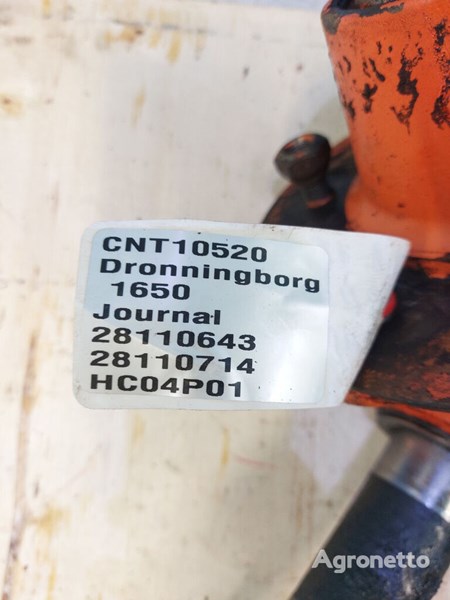 CNT10520
Dronningborg
1650
Journal
28110643
28110714
HC04P01
Agronetto